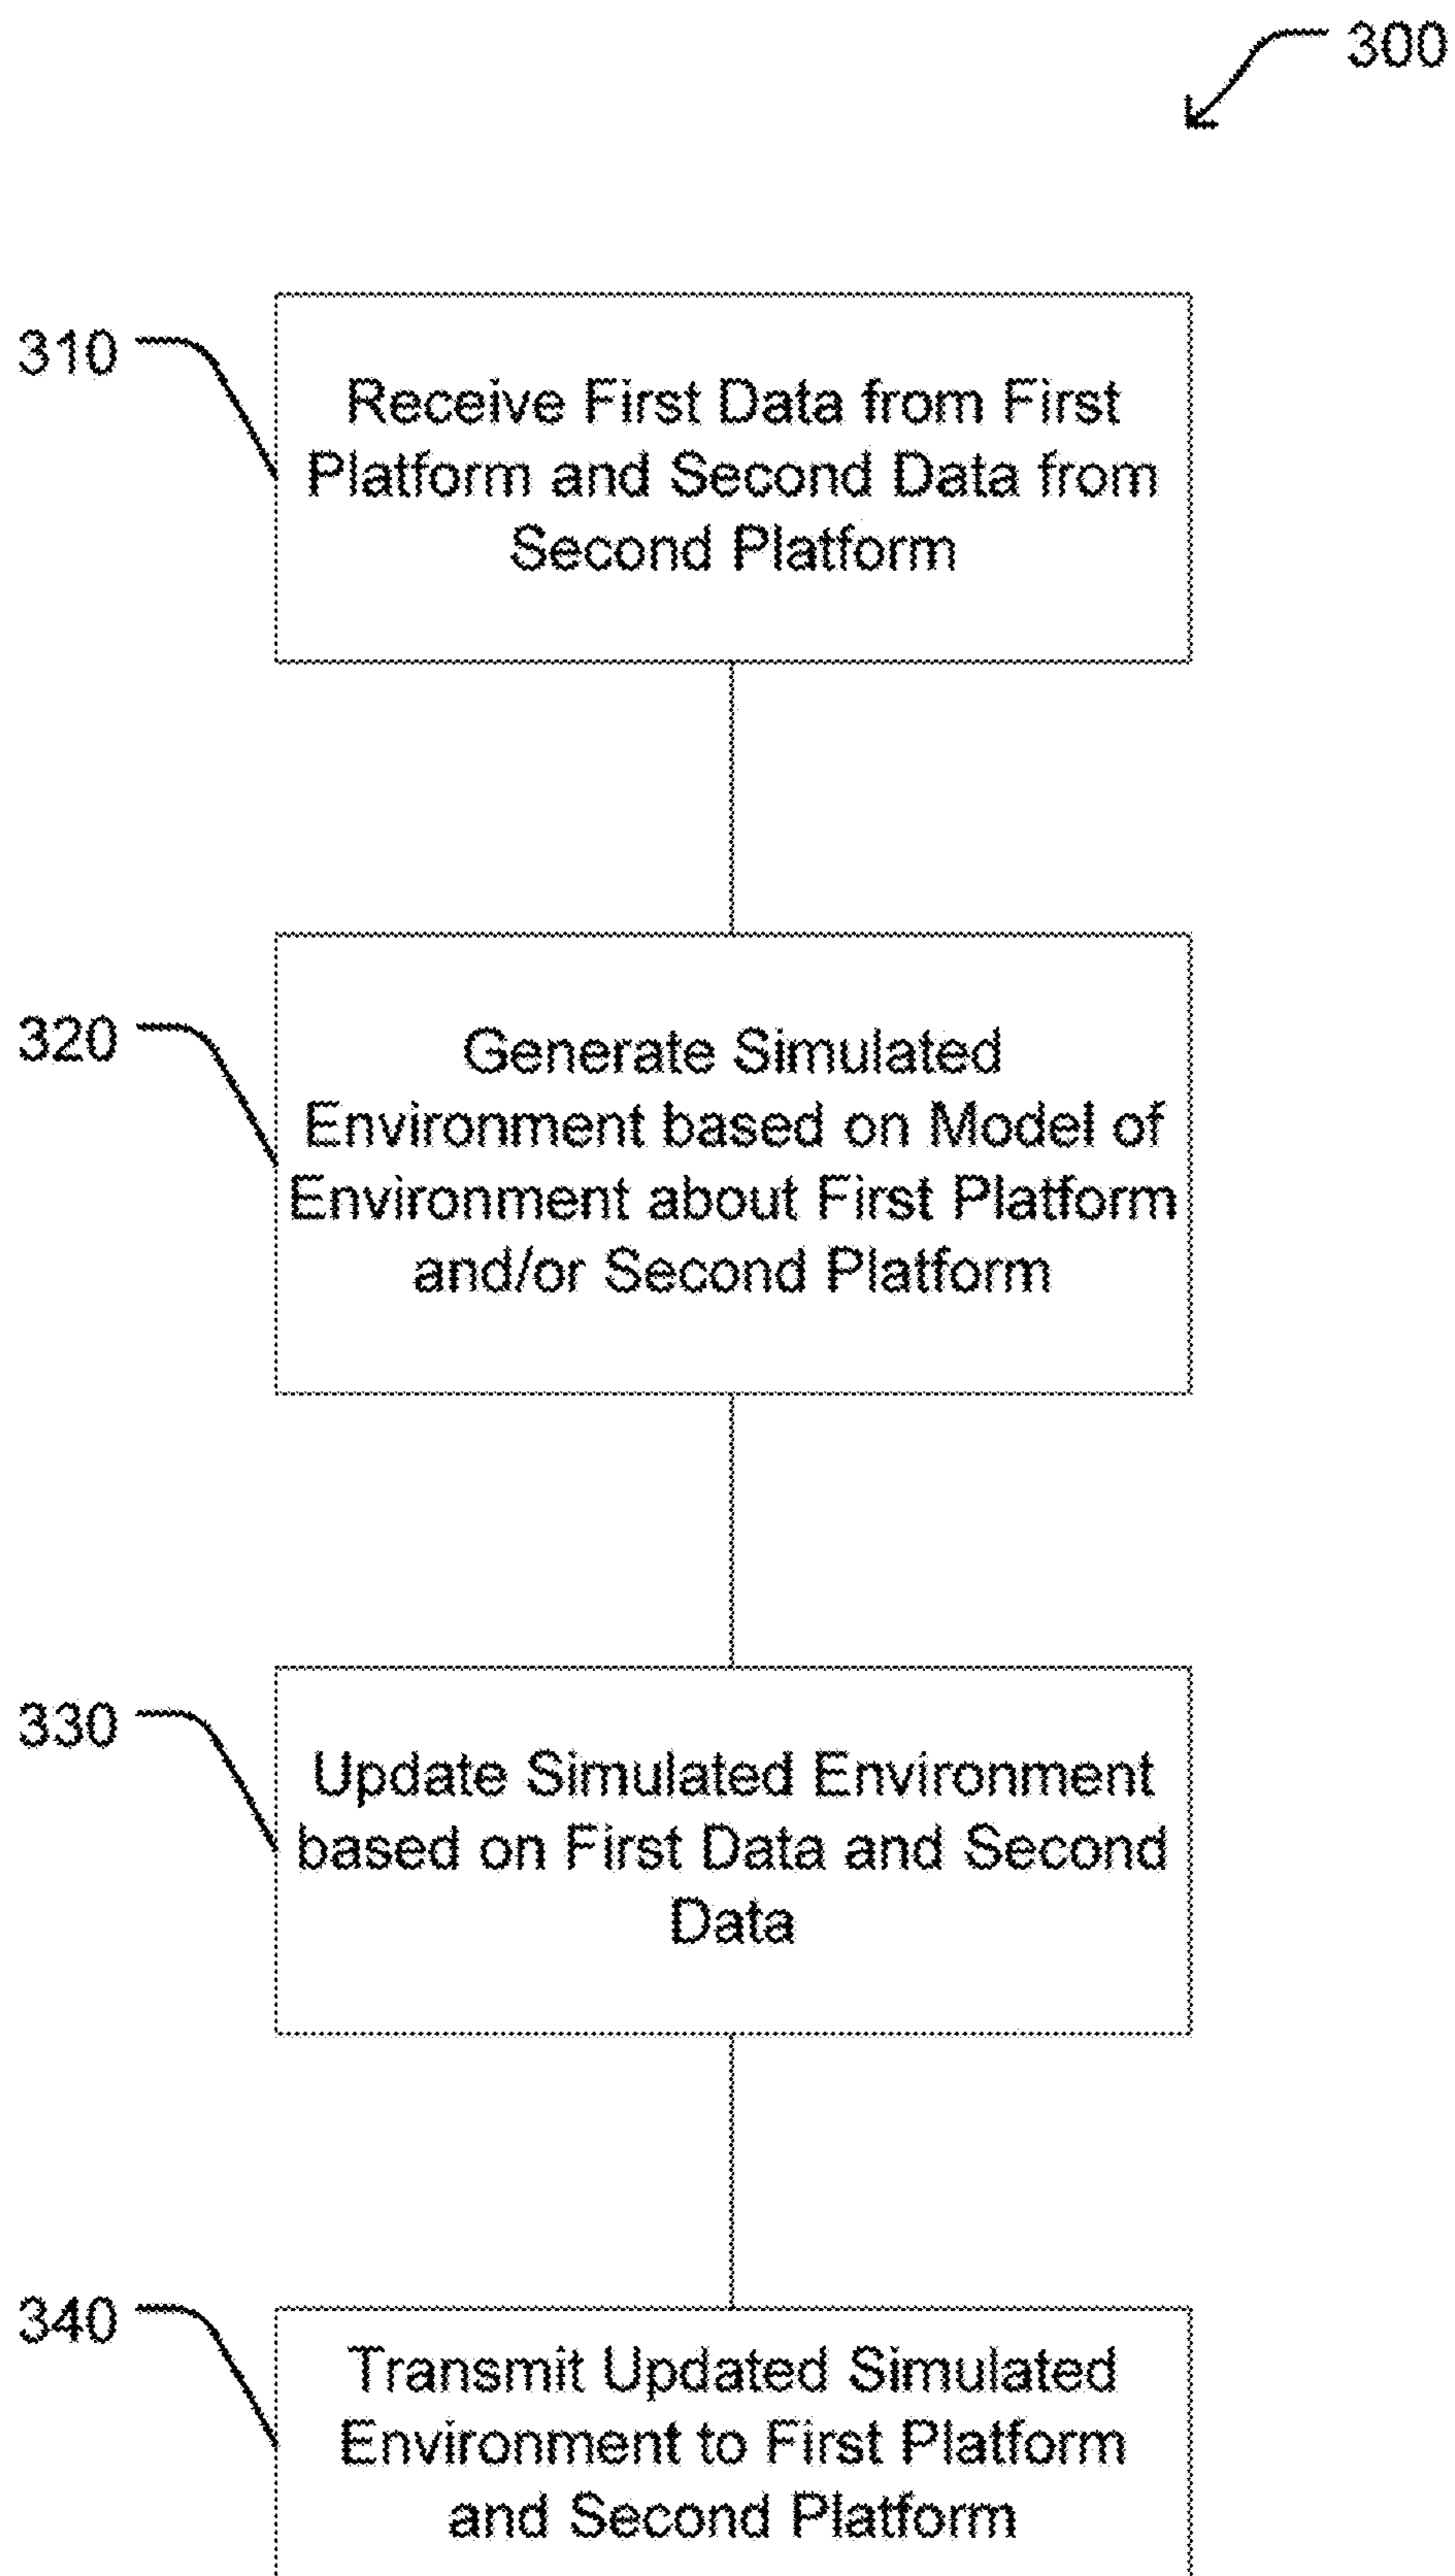 300
310
Receive First Data from First
Platform and Second Data from
Second Platform
320
Generate Simulated
Environment based on Model of
Environment about First Platform
and/or Second Platform
330
Update Simulated Environment
based on First Data and Second
Data
340
Transmit Updated Simulated
Environment to First Platform
and Second Platform